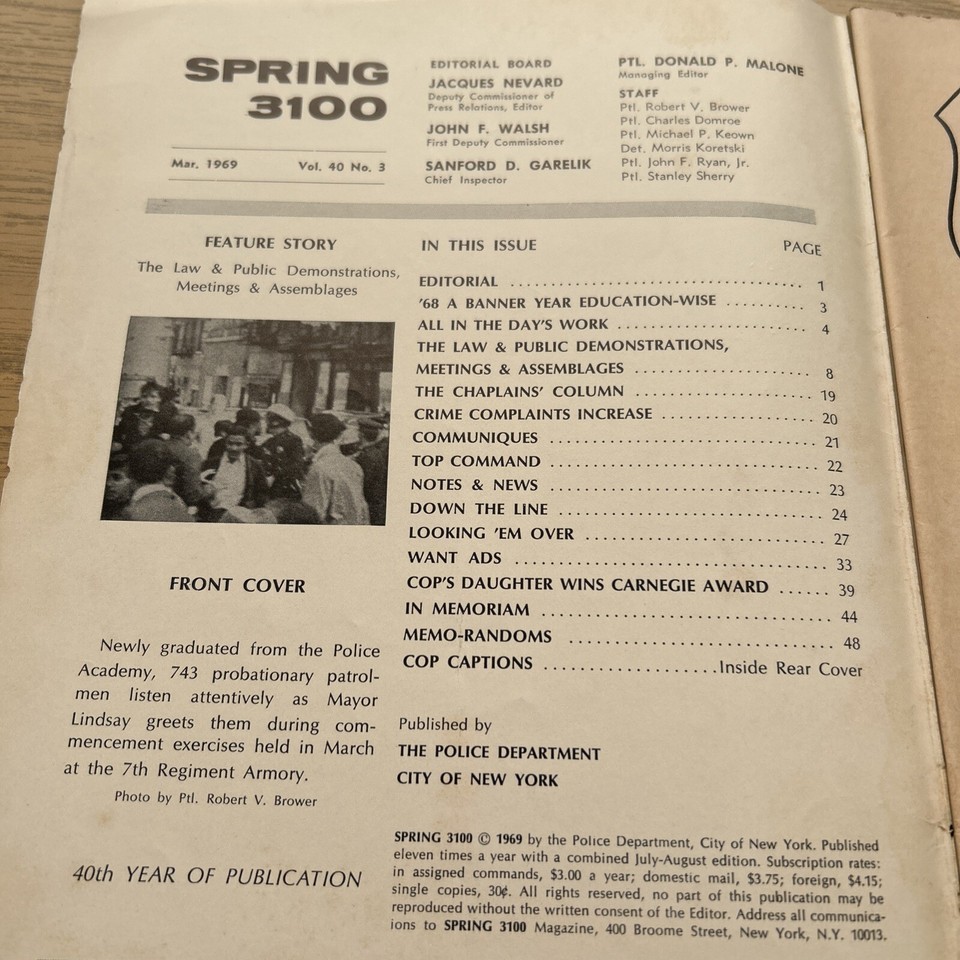 SPRING
3100
Mar. 1969 Vol. 40 No. 3
EDITORIAL BOARD
JACQUES NEVARD
Deputy Commissioner of
Press Relations, Editor
JOHN F. WALSH
First Deputy Commissioner
SANFORD D. GARELIK
Chief Inspector
PTL. DONALD P. MALONE
Managing Editor
STAFF
Ptl. Robert V. Brower
Ptl. Charles Domroe
Ptl. Michael P. Keown
Det. Morris Koretski
Ptl. John F. Ryan, Jr.
Ptl. Stanley Sherry
FEATURE STORY
The Law & Public Demonstrations,
Meetings & Assemblages
FRONT COVER
Newly graduated from the Police
Academy, 743 probationary patrol-
men listen attentively as Mayor
Lindsay greets them during com-
mencement exercises held in March
at the 7th Regiment Armory.
Photo by Ptl. Robert V. Brower
40th YEAR OF PUBLICATION
IN THIS ISSUE PAGE
EDITORIAL .................................. 1
'68 A BANNER YEAR EDUCATION-WISE .......... 3
ALL IN THE DAY'S WORK ...................... 4
THE LAW & PUBLIC DEMONSTRATIONS,
MEETINGS & ASSEMBLAGES .................... 8
THE CHAPLAINS' COLUMN ..................... 19
CRIME COMPLAINTS INCREASE .................. 20
COMMUNIQUES ............................... 21
TOP COMMAND ............................... 22
NOTES & NEWS ............................... 23
DOWN THE LINE .............................. 24
LOOKING 'EM OVER ........................... 27
WANT ADS ................................... 33
COP'S DAUGHTER WINS CARNEGIE AWARD ...... 39
IN MEMORIAM ................................ 44
MEMO-RANDOMS .............................. 48
COP CAPTIONS ....................Inside Rear Cover
Published by
THE POLICE DEPARTMENT
CITY OF NEW YORK
SPRING 3100 © 1969 by the Police Department, City of New York. Published
eleven times a year with a combined July-August edition. Subscription rates:
in assigned commands, $3.00 a year; domestic mail, $3.75; foreign, $4.15;
single copies, 30¢. All rights reserved, no part of this publication may be
reproduced without the written consent of the Editor. Address all communica-
ions to SPRING 3100 Magazine, 400 Broome Street, New York, N.Y. 10013.